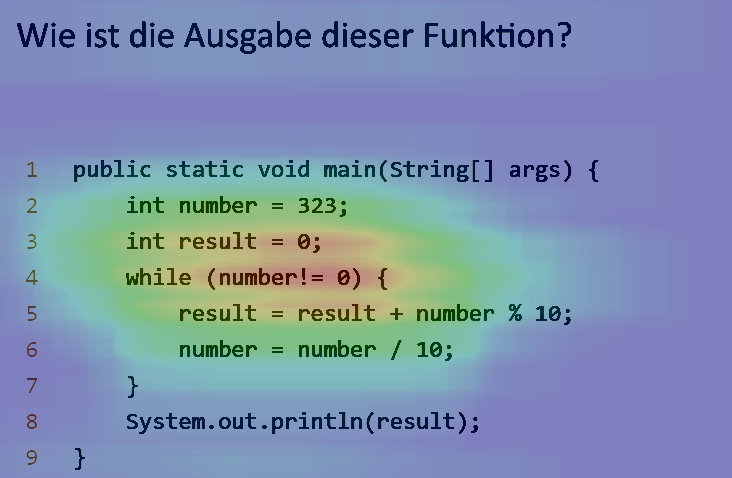 Wie ist die Ausgabe dieser Funktion?
1 public static void main(String[] args) {
2 int number = 323;
3 int result = 0;
4 while (number!= 0) {
5 result = result + number % 10;
6 number = number / 10;
7 }
8 System.out.println(result);
9 }